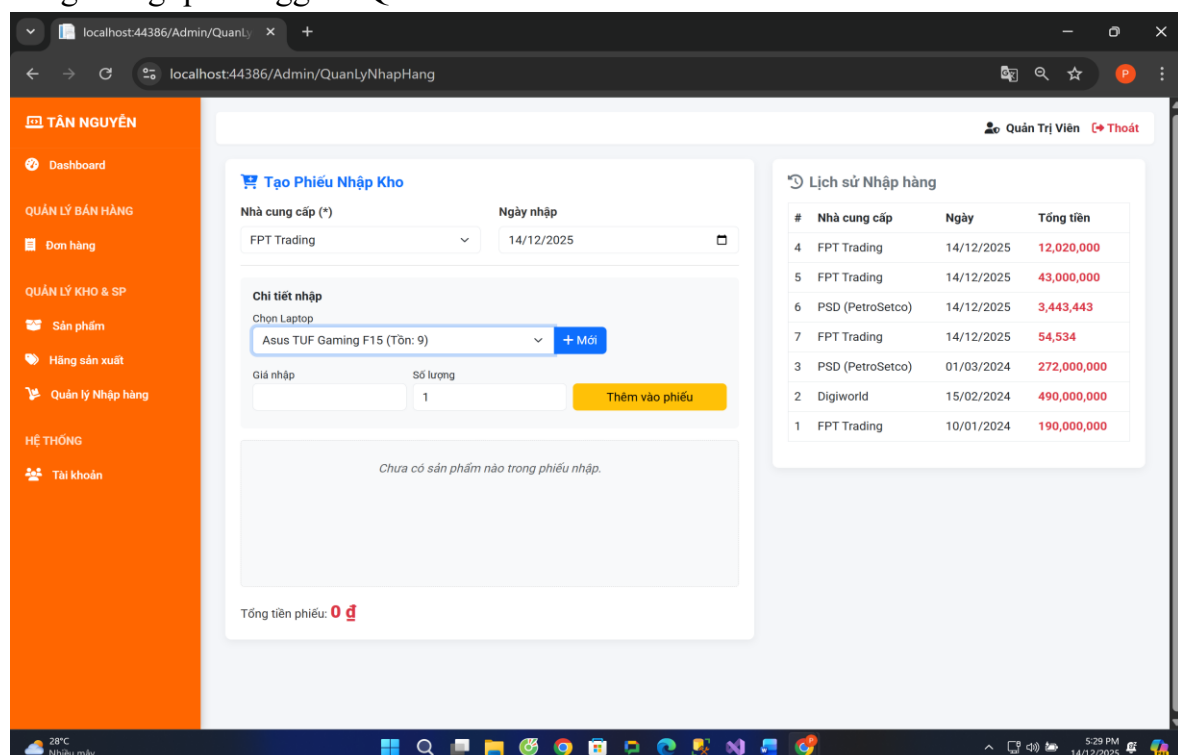 localhost:44386/Admin/QuanLy
localhost:44386/Admin/QuanLyNhapHang
P
TÂN NGUYÊN
Quản Trị Viên Thoát
Dashboard
QUẢN LÝ BÁN HÀNG
Đơn hàng
QUẢN LÝ KHO & SP
Sản phẩm
Hãng sản xuất
Quản lý Nhập hàng
HỆ THỐNG
Tài khoản
Tạo Phiếu Nhập Kho
Nhà cung cấp (*) Ngày nhập
FPT Trading 14/12/2025
Chi tiết nhập
Chọn Laptop
Asus TUF Gaming F15 (Tồn: 9) + Mới
Giá nhập Số lượng
1 Thêm vào phiếu
Chưa có sản phẩm nào trong phiếu nhập.
Tổng tiền phiếu: 0 ₫
Lịch sử Nhập hàng
# Nhà cung cấp Ngày Tổng tiền
4 FPT Trading 14/12/2025 12,020,000
5 FPT Trading 14/12/2025 43,000,000
6 PSD (PetroSetco) 14/12/2025 3,443,443
7 FPT Trading 14/12/2025 54,534
3 PSD (PetroSetco) 01/03/2024 272,000,000
2 Digiworld 15/02/2024 490,000,000
1 FPT Trading 10/01/2024 190,000,000
28°C
Nhiều mây
5:29 PM
14/12/2025